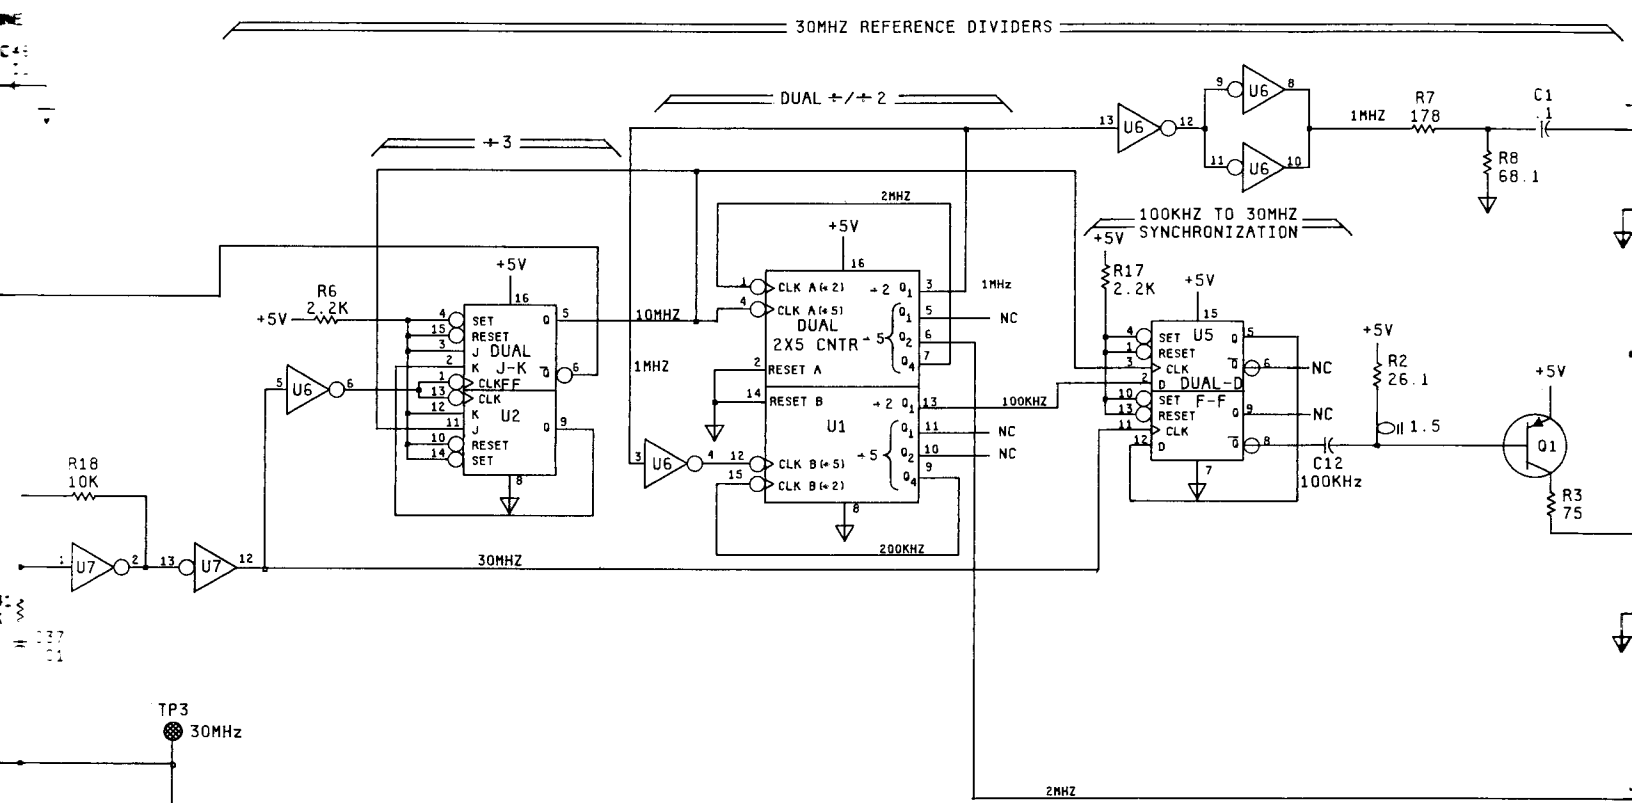 30MHZ REFERENCE DIVIDERS
DUAL ÷/÷2
÷3
13 U6 12
9 U6 8
11 U6 10
1MHZ
R7
178
C1
.1
R8
68.1
2MHZ
100KHZ TO 30MHZ
SYNCHRONIZATION
+5V
R6
2.2K
+5V
+5V
16
4 SET Q 5
15 RESET
3 J DUAL
2 K J-K Q 6
1 CLK FF
13 CLK
12 K U2
11 J Q 9
10 RESET
14 SET
8
5 U6 6
10MHZ
1MHZ
+5V
16
1 CLK A(÷2) ÷2 Q1 3 1MHz
4 CLK A(÷5) Q1 5 NC
DUAL
2X5 CNTR ÷5 Q2 6
Q4 7
2 RESET A
14 RESET B ÷2 Q1 13 100KHZ
U1 Q1 11 NC
÷5 Q2 10 NC
3 U6 4 12 CLK B(÷5) Q4 9
15 CLK B(÷2)
8
200KHZ
+5V
R17
2.2K
+5V
15
4 SET U5 Q 5
1 RESET
3 CLK Q 6 NC
2 D DUAL-D
10 SET F-F
13 RESET Q 9 NC
11 CLK
12 D Q 8
7
C12
100KHz
+5V
R2
26.1
1.5
+5V
Q1
R3
75
R18
10K
1 U7 2 13 U7 12
30MHZ
TP3
30MHz
2MHZ